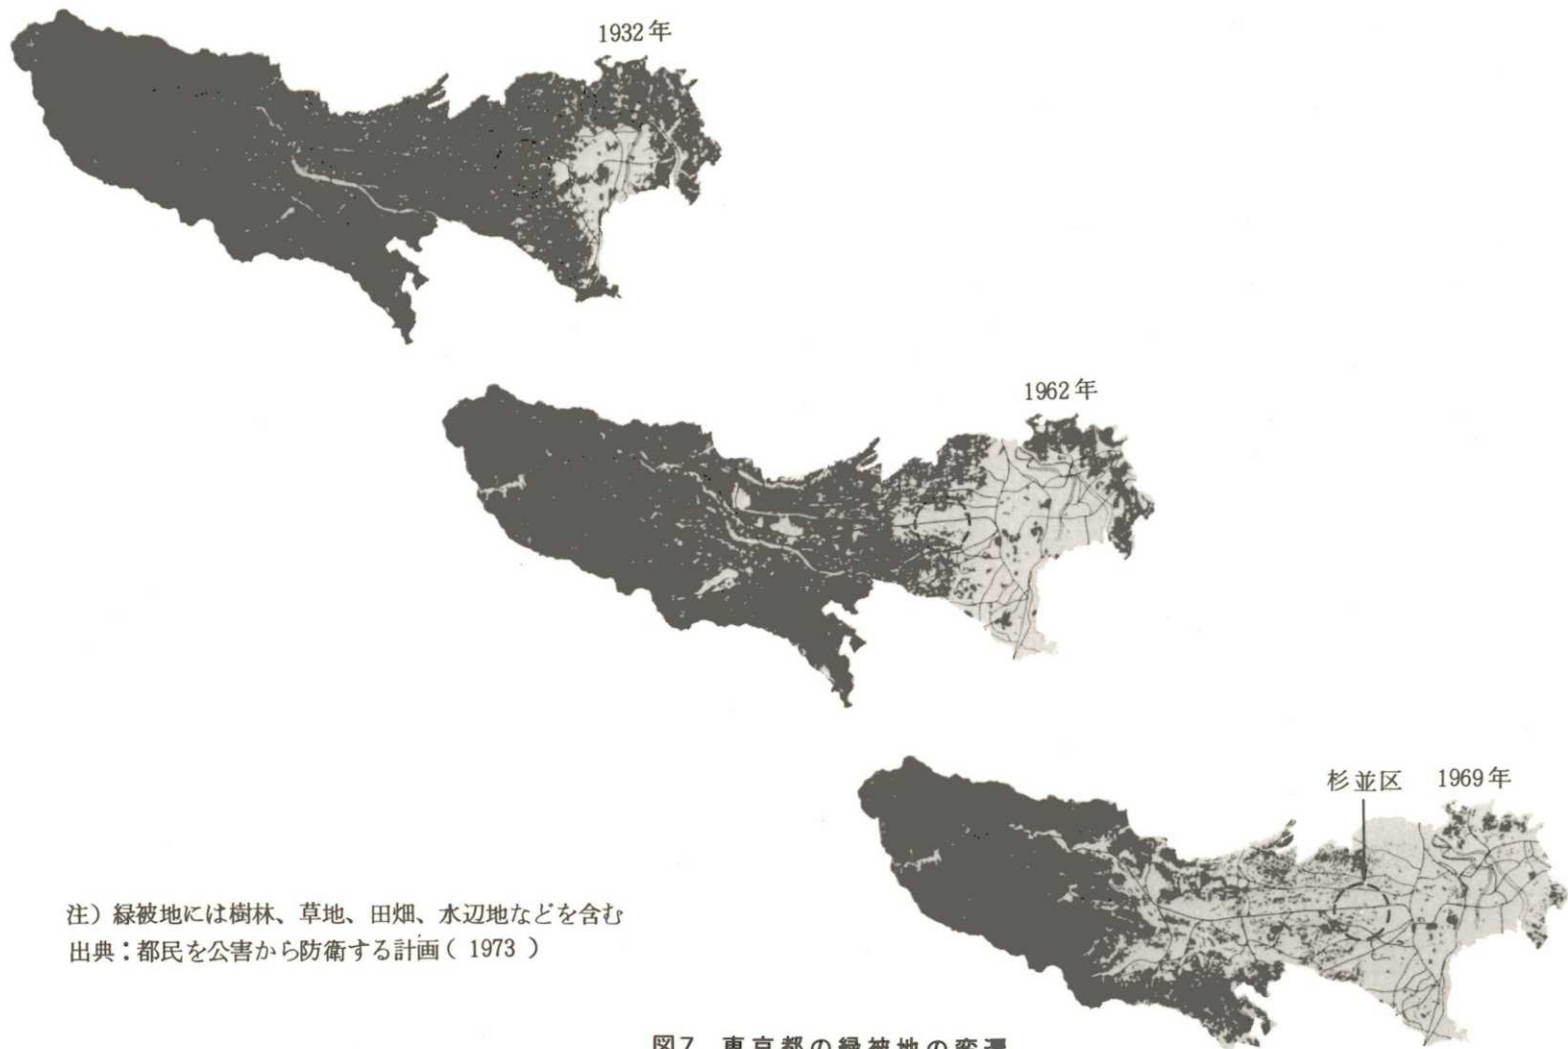 1932年
1962年
杉並区 1969年
注）緑被地には樹林、草地、田畑、水辺地などを含む
出典：都民を公害から防衛する計画（1973）
図7 東京都の緑被地の変遷